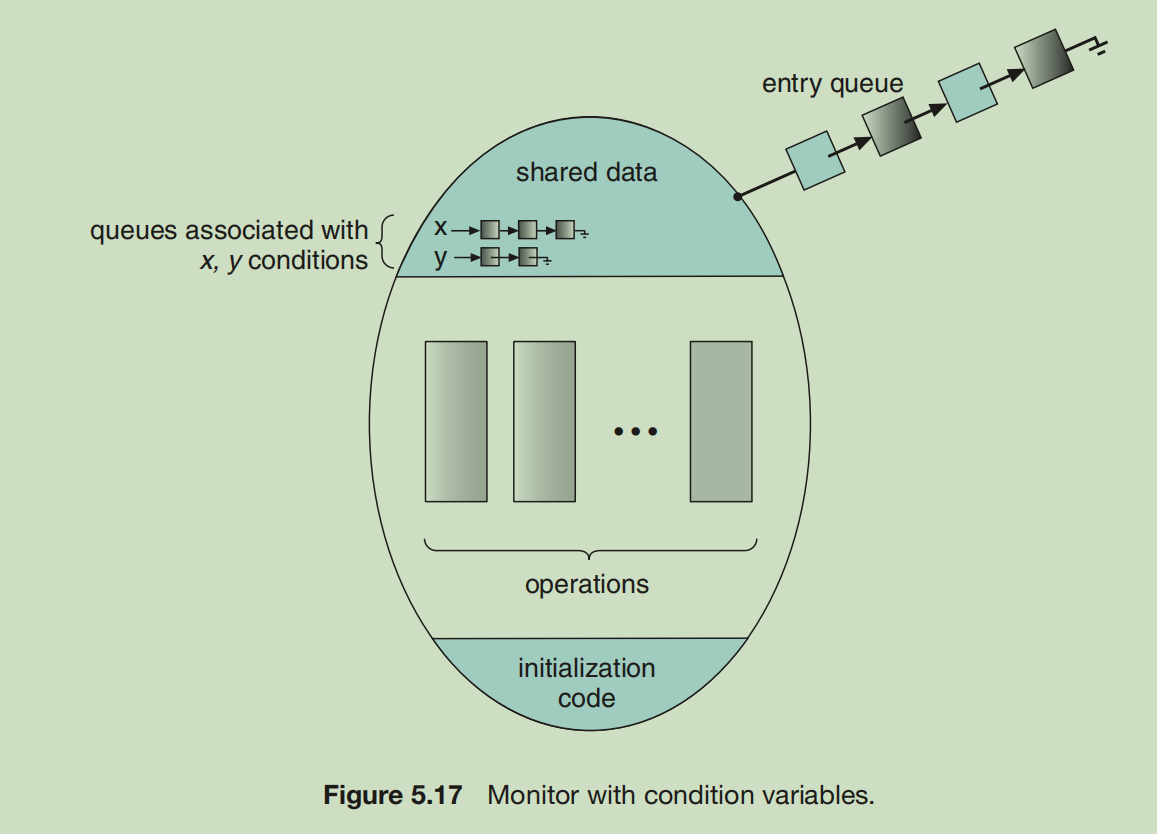 entry queue
shared data
queues associated with
x, y conditions
x
y
operations
initialization
code
Figure 5.17 Monitor with condition variables.